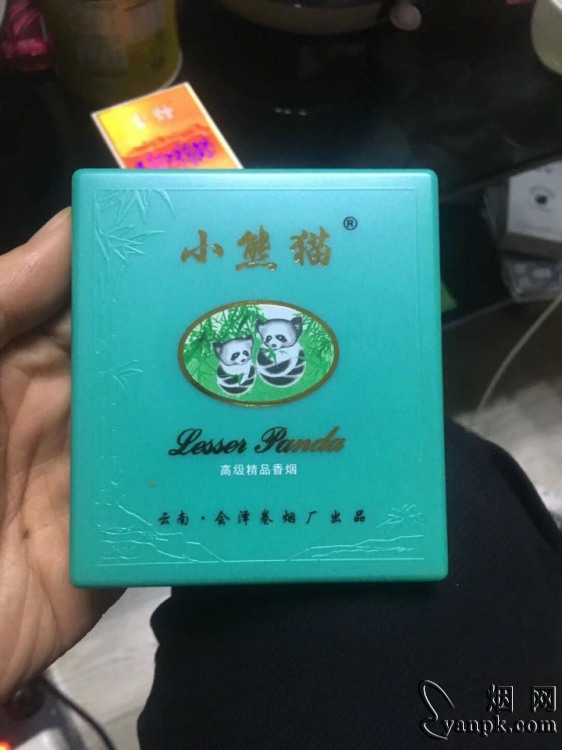 小熊猫®
Lesser Panda
高级精品香烟
云南·会泽卷烟厂出品
烟网
yanpk.com